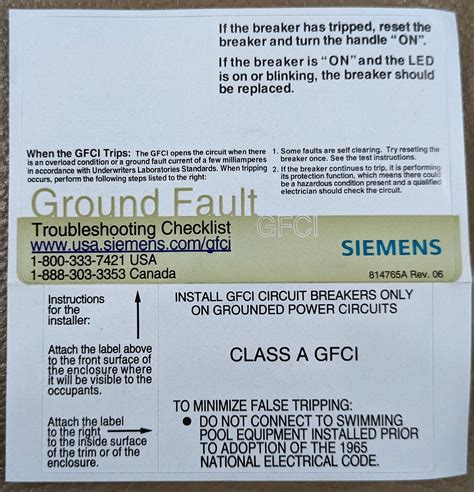 If the breaker has tripped, reset the
breaker and turn the handle "ON".
If the breaker is "ON" and the LED
is on or blinking, the breaker should
be replaced.
When the GFCI Trips: The GFCI opens the circuit when there
is an overload condition or a ground fault current of a few milliamperes
in accordance with Underwriters Laboratories Standards. When tripping
occurs, perform the following steps listed to the right:
1. Some faults are self clearing. Try reseting the
breaker once. See the test instructions.
2. If the breaker continues to trip, it is performing
its protection function, which means there could
be a hazardous condition present and a qualified
electrician should check the circuit.
Ground Fault
GFCI
Troubleshooting Checklist
www.usa.siemens.com/gfci
1-800-333-7421 USA
1-888-303-3353 Canada
SIEMENS
814765A Rev. 06
Instructions
for the
installer:
Attach the label above
to the front surface of
the enclosure where
it will be visible to the
occupants.
Attach the label
to the right
to the inside surface
of the trim or of the
enclosure.
INSTALL GFCI CIRCUIT BREAKERS ONLY
ON GROUNDED POWER CIRCUITS
CLASS A GFCI
TO MINIMIZE FALSE TRIPPING:
● DO NOT CONNECT TO SWIMMING
POOL EQUIPMENT INSTALLED PRIOR
TO ADOPTION OF THE 1965
NATIONAL ELECTRICAL CODE.